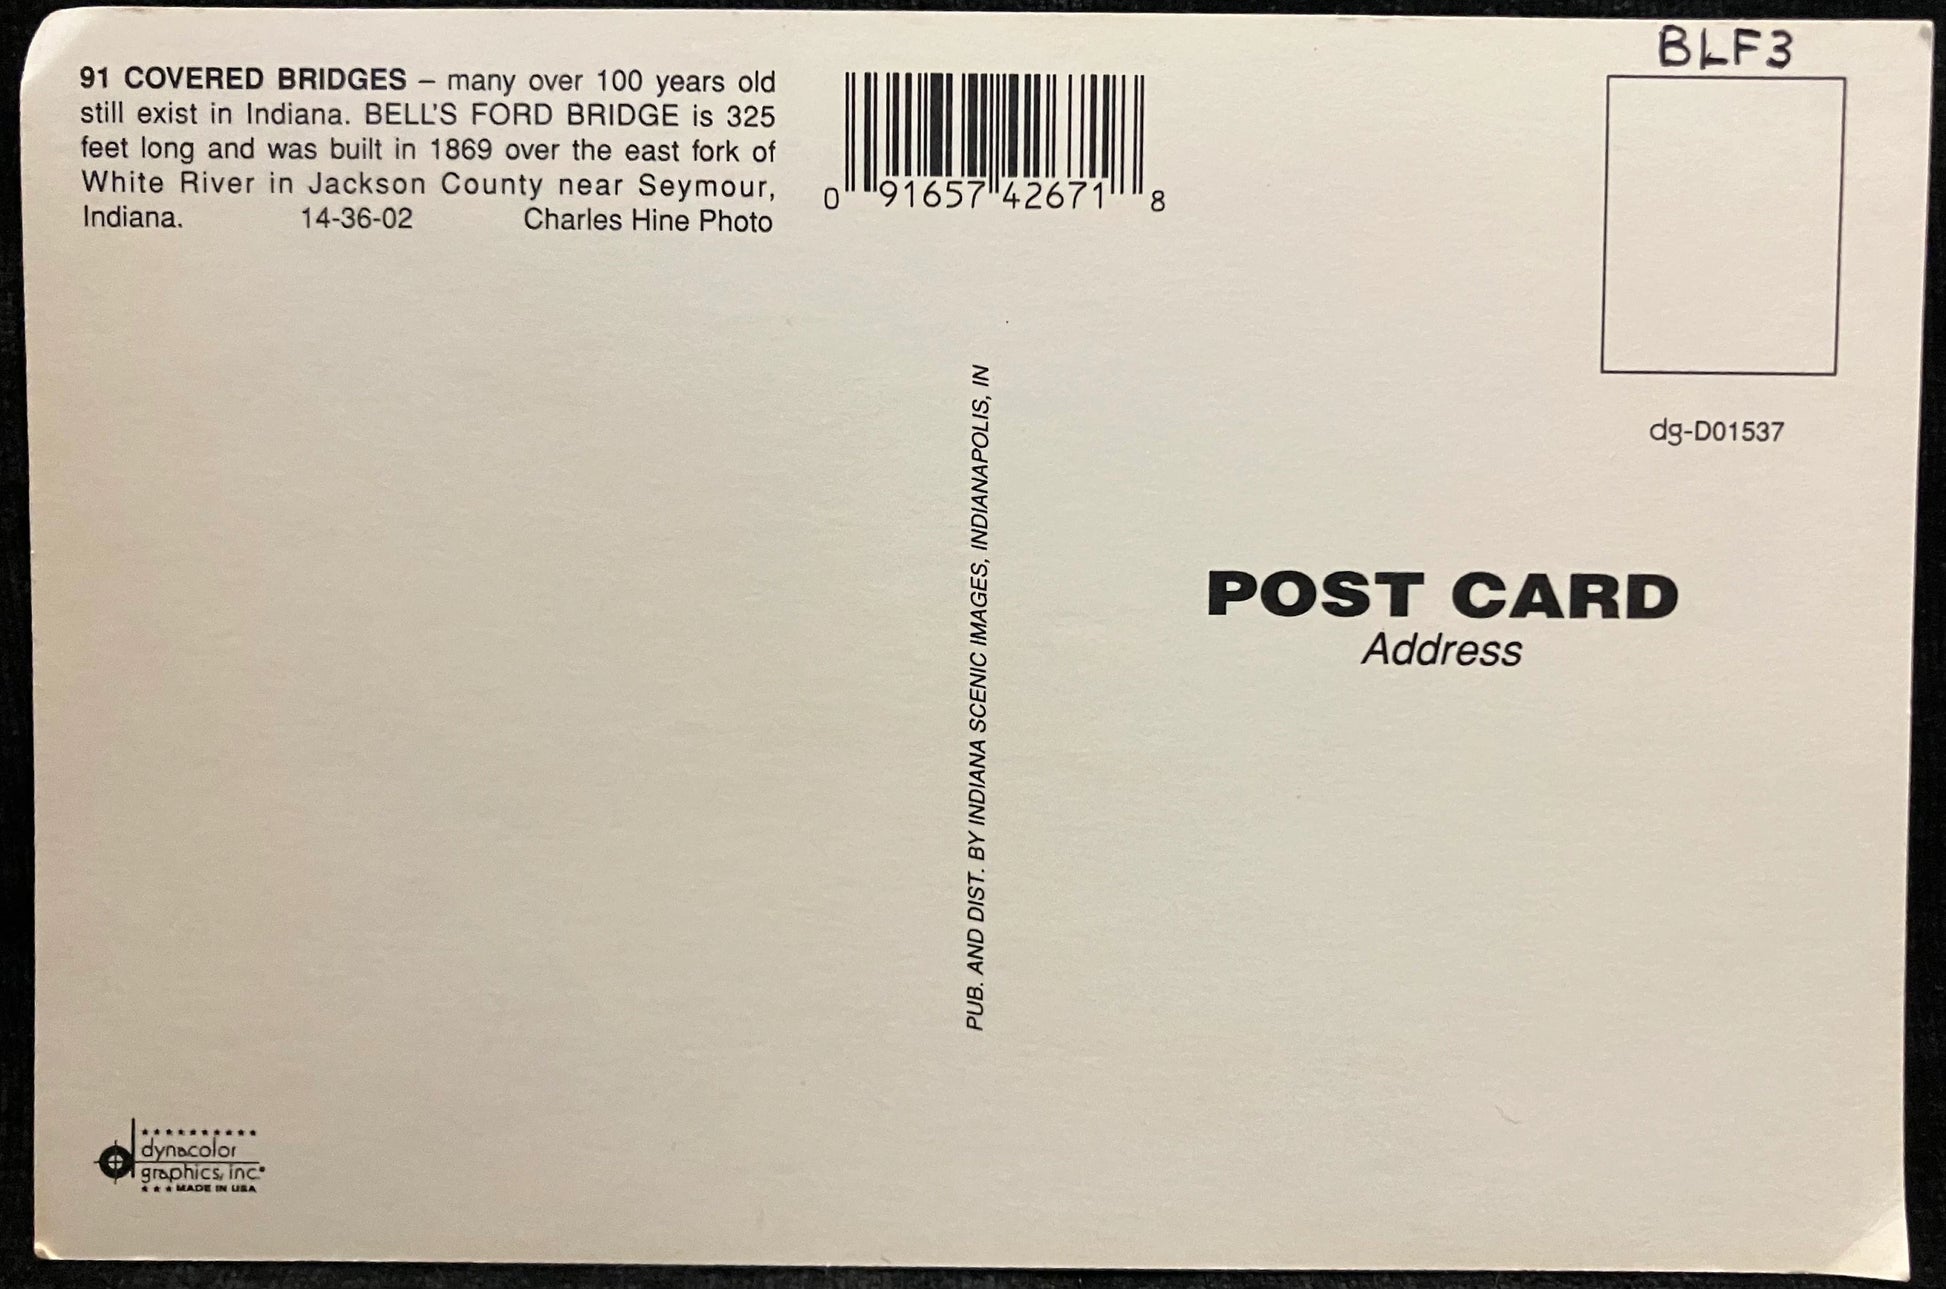 BLF3
91 COVERED BRIDGES – many over 100 years old
still exist in Indiana. BELL'S FORD BRIDGE is 325
feet long and was built in 1869 over the east fork of
White River in Jackson County near Seymour,
Indiana. 14-36-02 Charles Hine Photo
0 91657 42671 8
dg-D01537
PUB. AND DIST. BY INDIANA SCENIC IMAGES, INDIANAPOLIS, IN
POST CARD
Address
dynacolor
graphics, inc.
MADE IN USA